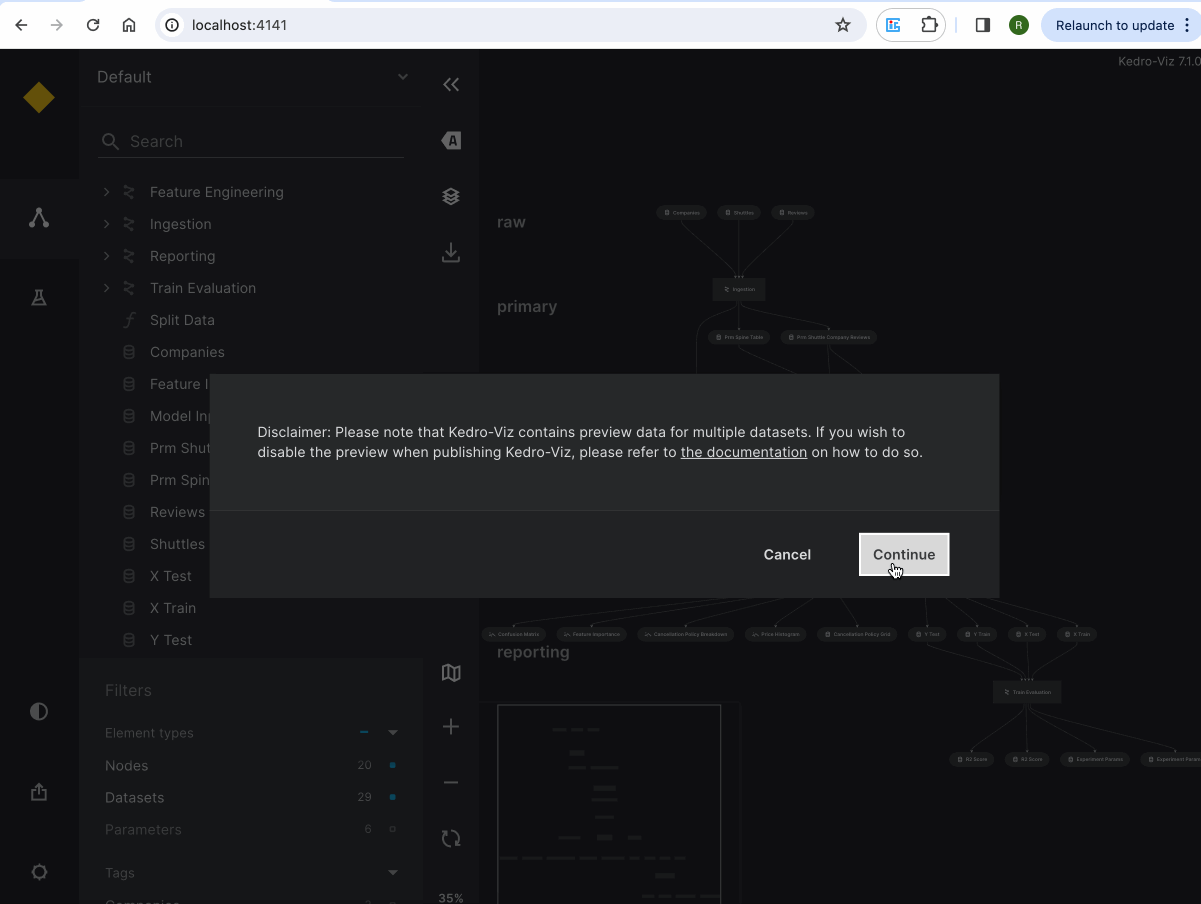 localhost:4141
R
Relaunch to update
Kedro-Viz 7.1.0
Default
A
Search
Feature Engineering
Ingestion
Reporting
Train Evaluation
Split Data
Companies
Feature I
Model Inp
Prm Shut
Prm Spin
Reviews
Shuttles
X Test
X Train
Y Test
Filters
Element types
Nodes 20
Datasets 29
Parameters 6
Tags
Companies 3
35%
raw
Companies Shuttles Reviews
Ingestion
primary
Prm Spine Table Prm Shuttle Company Reviews
Disclaimer: Please note that Kedro-Viz contains preview data for multiple datasets. If you wish to
disable the preview when publishing Kedro-Viz, please refer to the documentation on how to do so.
Cancel Continue
Confusion Matrix Feature Importance Cancellation Policy Breakdown Price Histogram Cancellation Policy Grid Y Test Y Train X Test X Train
reporting
Train Evaluation
R2 Score R2 Score Experiment Params Experiment Param